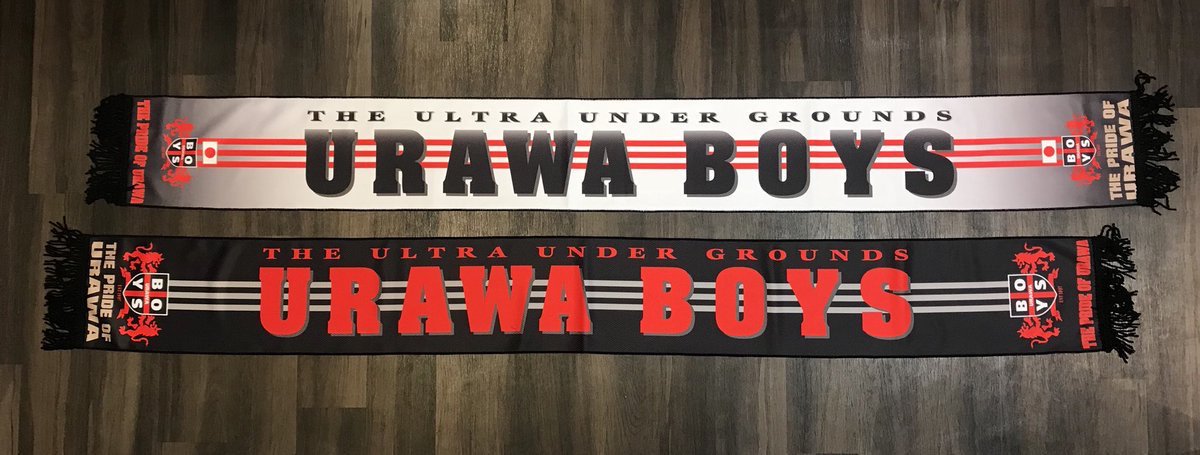 THE ULTRA UNDER GROUNDS
URAWA BOYS
THE PRIDE OF URAWA
BO
YS
BO
YS
THE PRIDE OF
URAWA
THE ULTRA UNDER GROUNDS
URAWA BOYS
THE PRIDE OF
URAWA
BO
YS
BO
YS
THE PRIDE OF URAWA